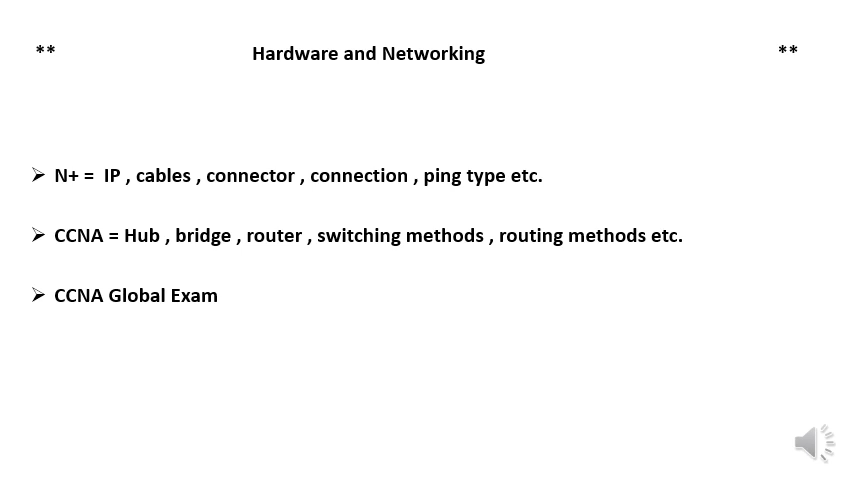 ** Hardware and Networking **
➢ N+ = IP , cables , connector , connection , ping type etc.
➢ CCNA = Hub , bridge , router , switching methods , routing methods etc.
➢ CCNA Global Exam